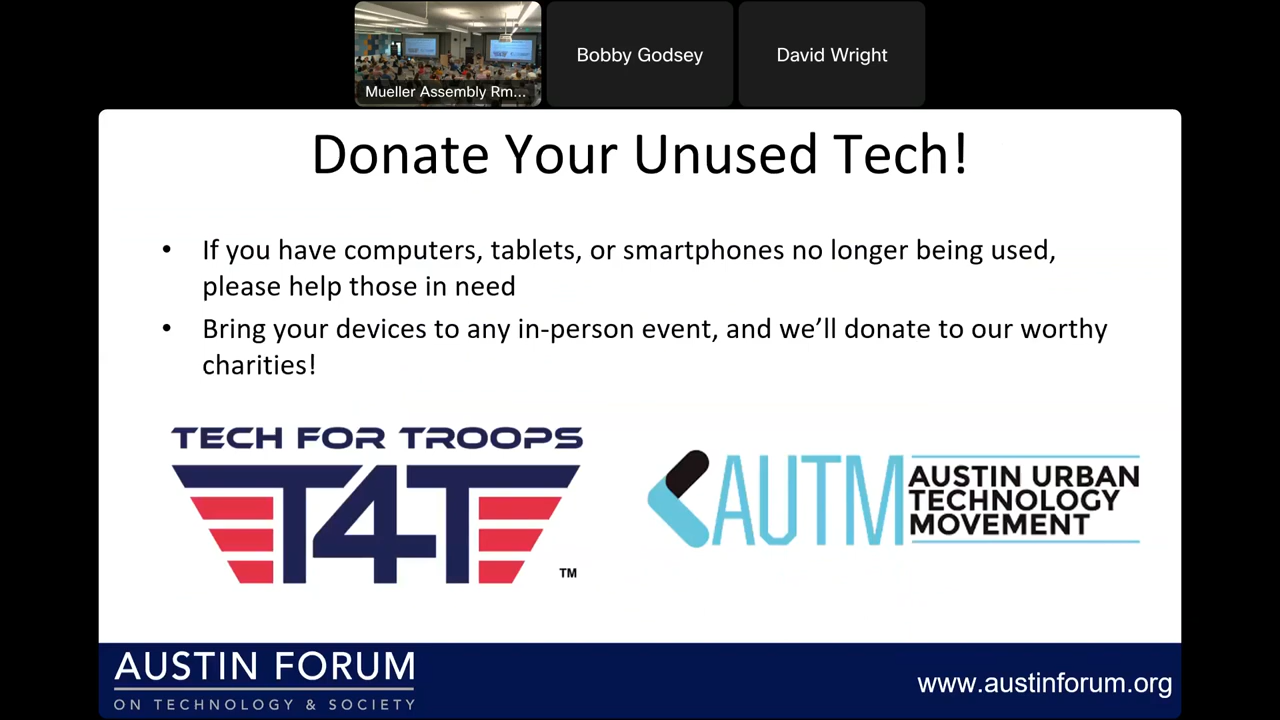 Mueller Assembly Rm...
Bobby Godsey
David Wright
Donate Your Unused Tech!
• If you have computers, tablets, or smartphones no longer being used,
please help those in need
• Bring your devices to any in-person event, and we’ll donate to our worthy
charities!
TECH FOR TROOPS
T4T
TM
AUTM
AUSTIN URBAN
TECHNOLOGY
MOVEMENT
AUSTIN FORUM
ON TECHNOLOGY & SOCIETY
www.austinforum.org